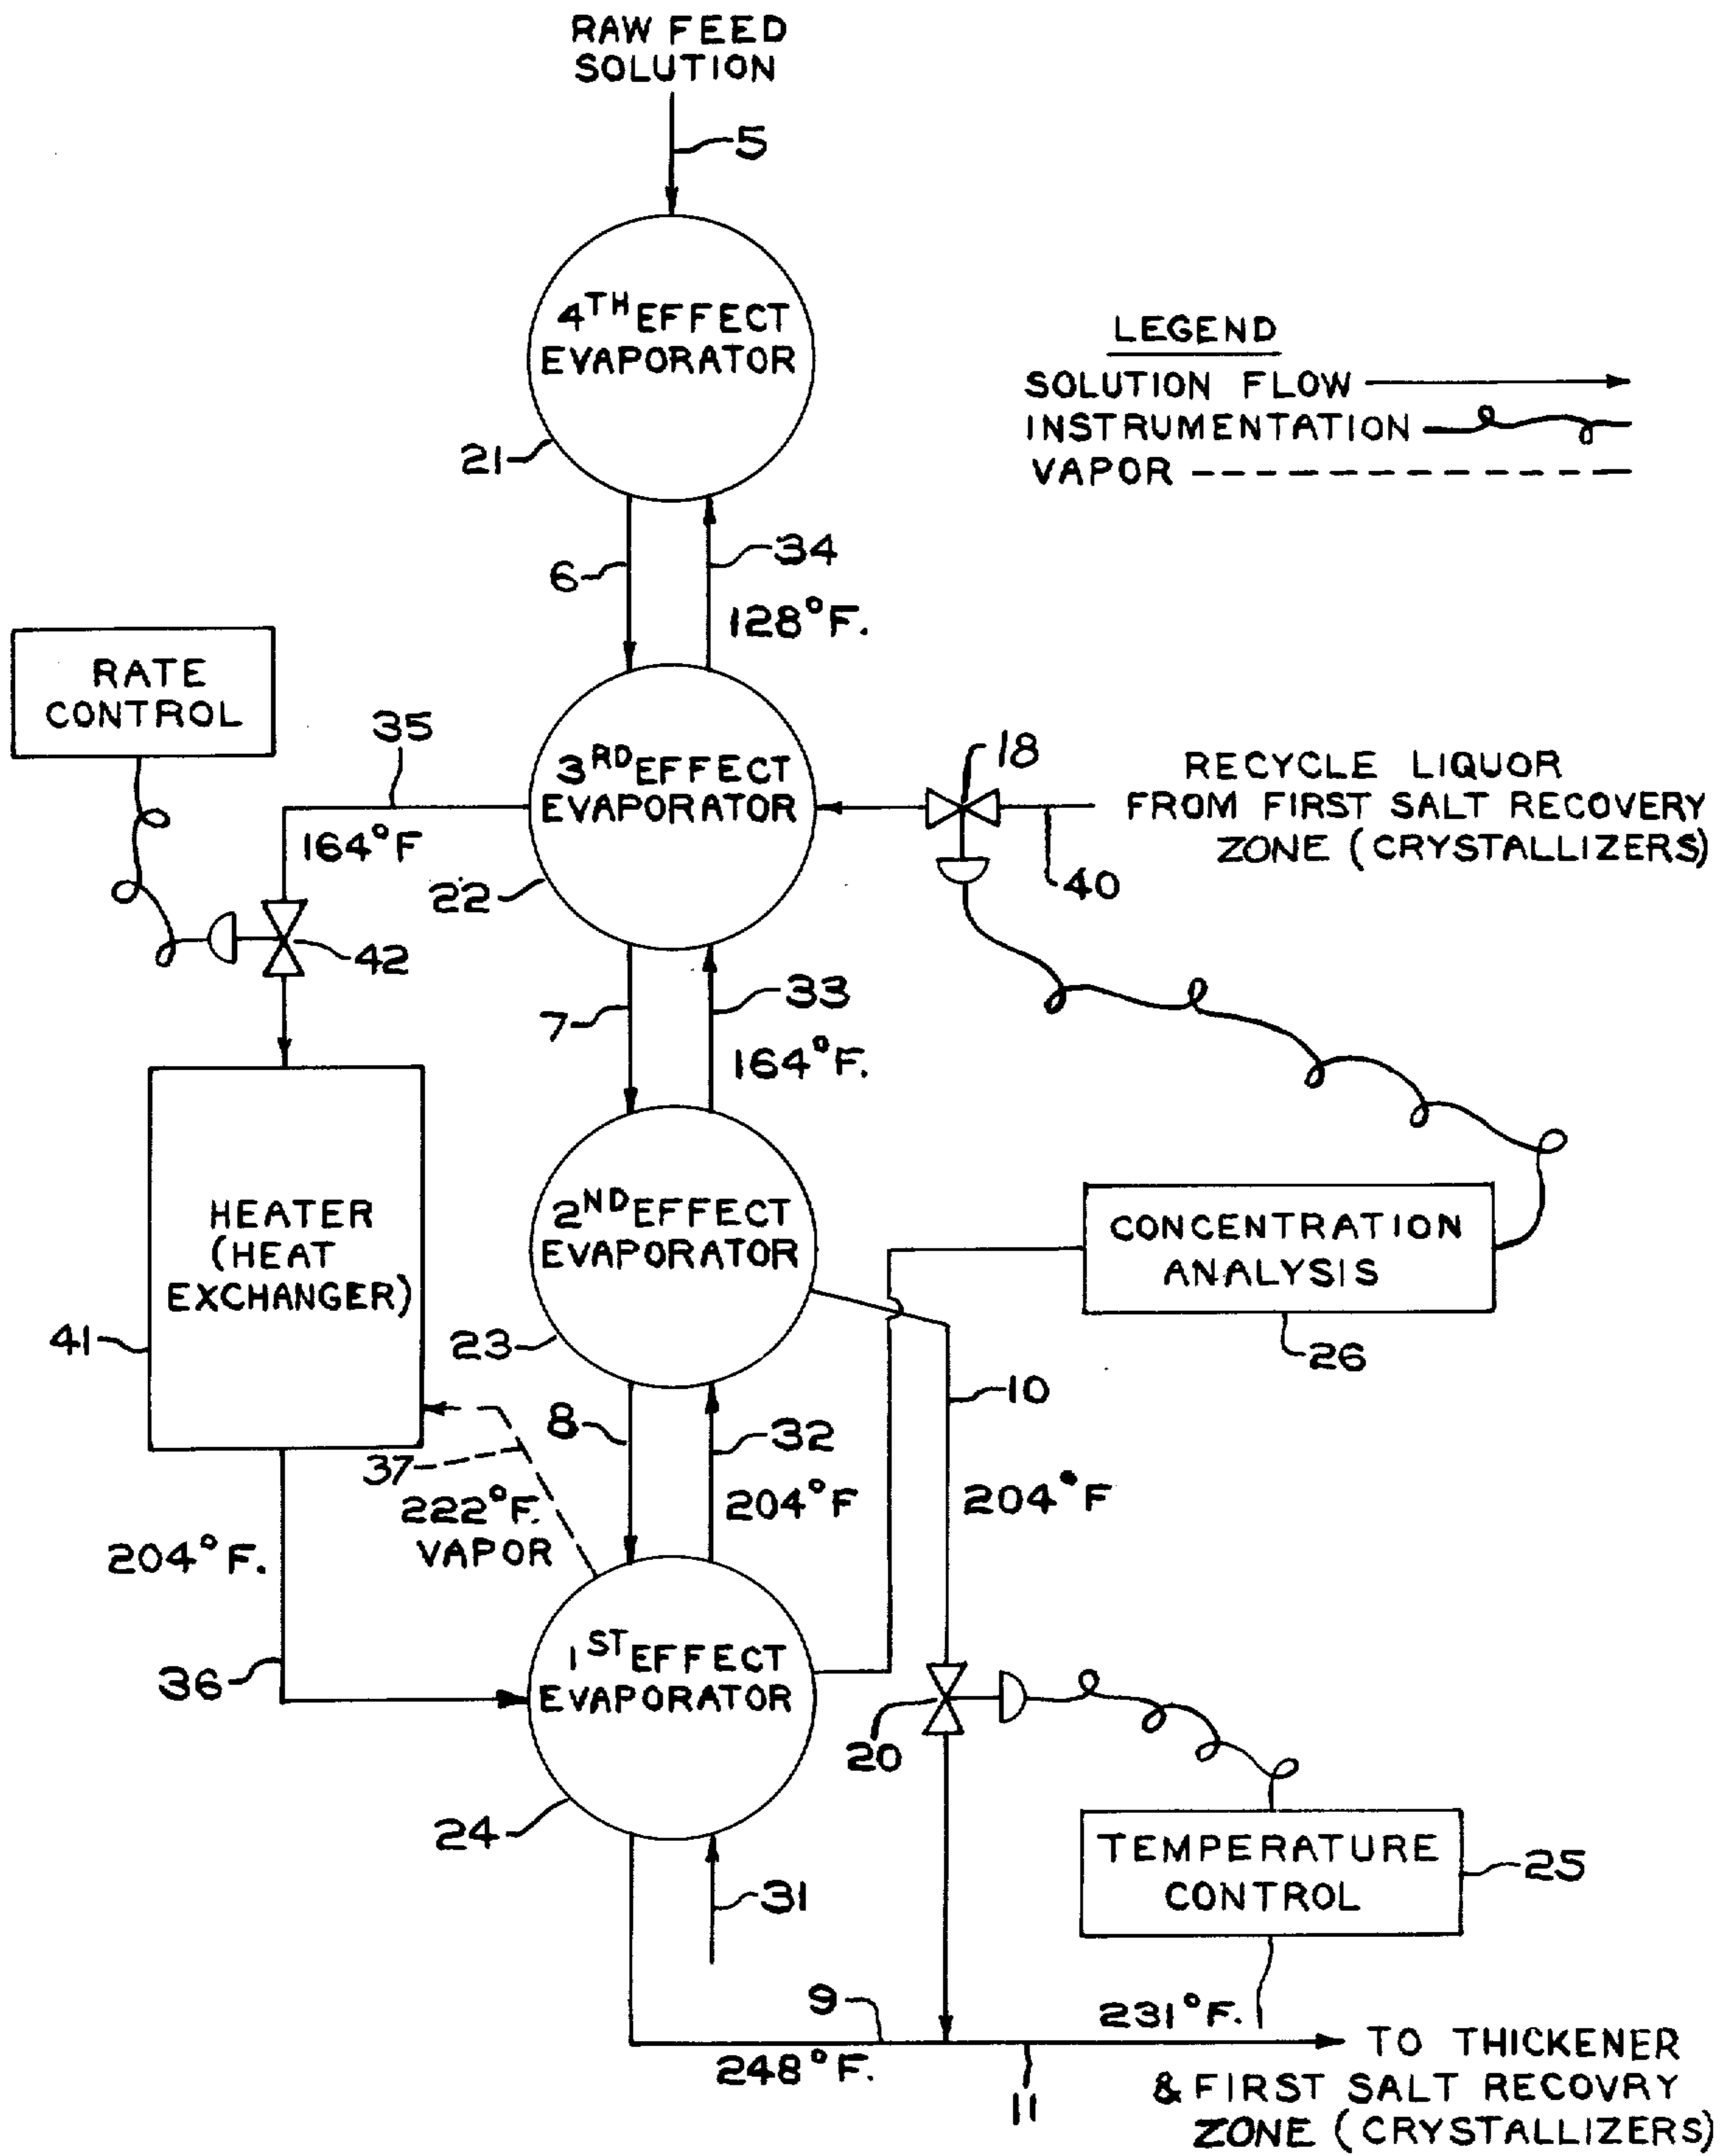 RAW FEED
SOLUTION
5
4TH EFFECT
EVAPORATOR
21
LEGEND
SOLUTION FLOW
INSTRUMENTATION
VAPOR
6
34
128°F.
RATE
CONTROL
35
164°F
3RD EFFECT
EVAPORATOR
22
18
40
RECYCLE LIQUOR
FROM FIRST SALT RECOVERY
ZONE (CRYSTALLIZERS)
42
7
33
164°F.
HEATER
(HEAT
EXCHANGER)
41
2ND EFFECT
EVAPORATOR
23
CONCENTRATION
ANALYSIS
26
10
8
32
37
222°F.
VAPOR
204°F
204°F
204°F.
36
1ST EFFECT
EVAPORATOR
24
20
TEMPERATURE
CONTROL
25
31
9
231°F.
248°F.
11
TO THICKENER
& FIRST SALT RECOVRY
ZONE (CRYSTALLIZERS)